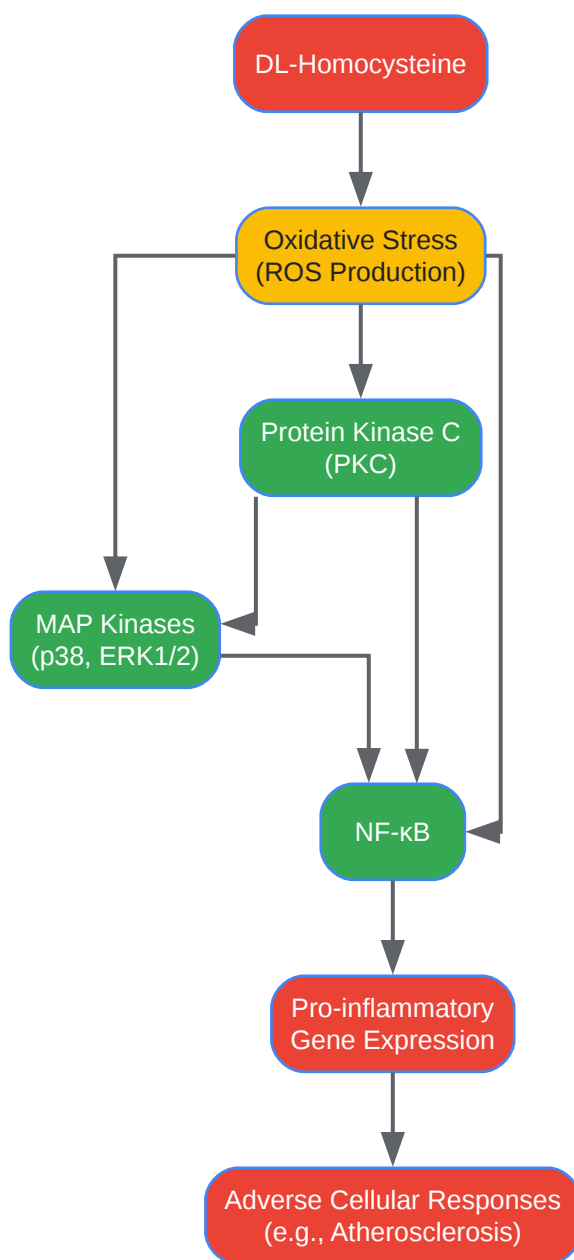 DL-Homocysteine
Oxidative Stress
(ROS Production)
Protein Kinase C
(PKC)
MAP Kinases
(p38, ERK1/2)
NF-κB
Pro-inflammatory
Gene Expression
Adverse Cellular Responses
(e.g., Atherosclerosis)